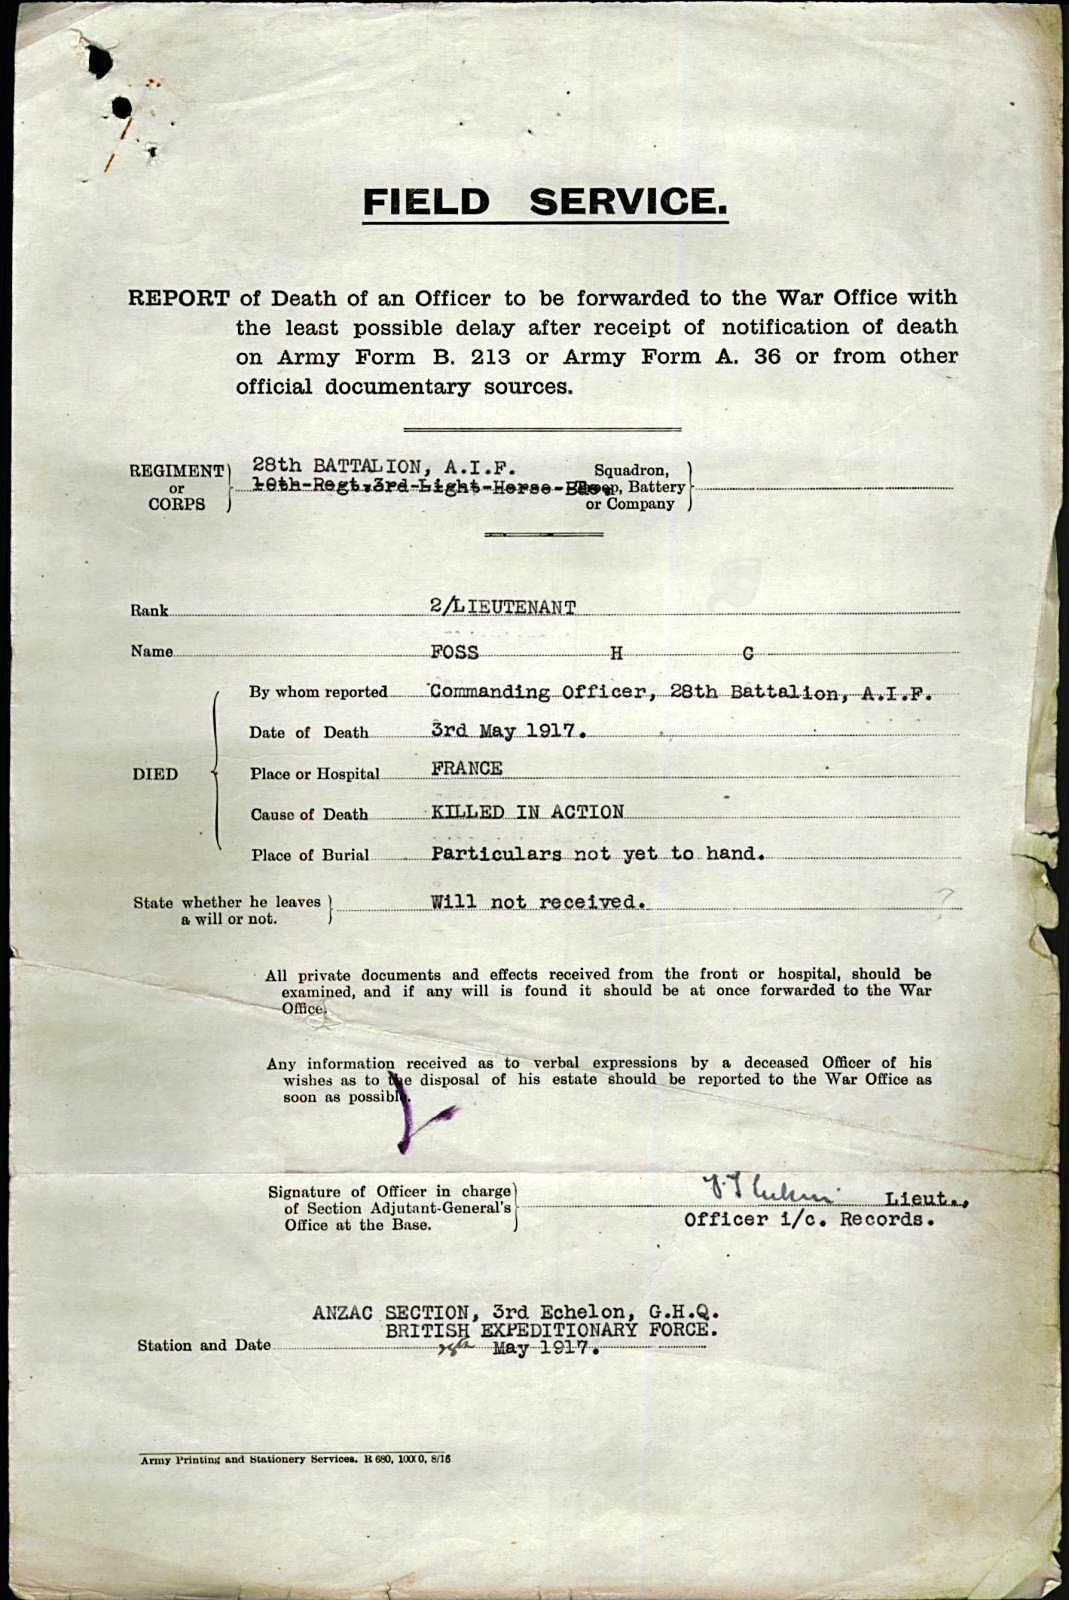 FIELD SERVICE.
REPORT of Death of an Officer to be forwarded to the War Office with
the least possible delay after receipt of notification of death
on Army Form B. 213 or Army Form A. 36 or from other
official documentary sources.
REGIMENT or CORPS 28th BATTALION, A.I.F. Squadron,
10th Regt. 3rd Light Horse Bde. Troop, Battery
or Company
Rank 2/LIEUTENANT
Name FOSS H C
By whom reported Commanding Officer, 28th Battalion, A.I.F.
Date of Death 3rd May 1917.
DIED Place or Hospital FRANCE
Cause of Death KILLED IN ACTION
Place of Burial Particulars not yet to hand.
State whether he leaves Will not received. ?
a will or not.
All private documents and effects received from the front or hospital, should be
examined, and if any will is found it should be at once forwarded to the War
Office.
Any information received as to verbal expressions by a deceased Officer of his
wishes as to the disposal of his estate should be reported to the War Office as
soon as possible.
Signature of Officer in charge
of Section Adjutant-General's Lieut.,
Office at the Base. Officer i/c. Records.
ANZAC SECTION, 3rd Echelon, G.H.Q.
BRITISH EXPEDITIONARY FORCE.
Station and Date May 1917.
Army Printing and Stationery Services. R 680, 10000, 8/16